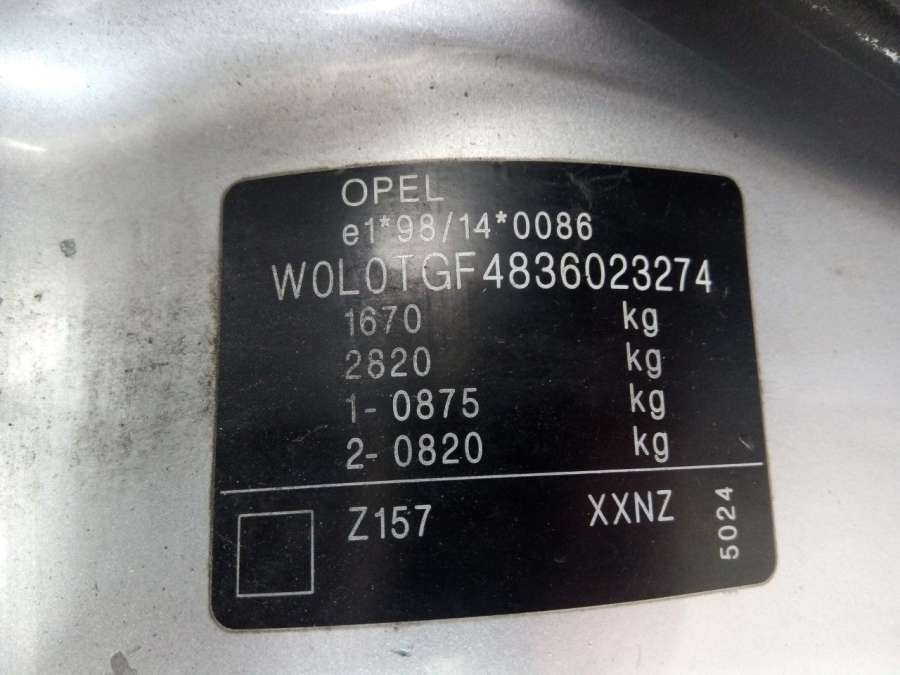 OPEL
e1*98/14*0086
W0L0TGF4836023274
1670 kg
2820 kg
1- 0875 kg
2- 0820 kg
Z157 XXNZ
5024